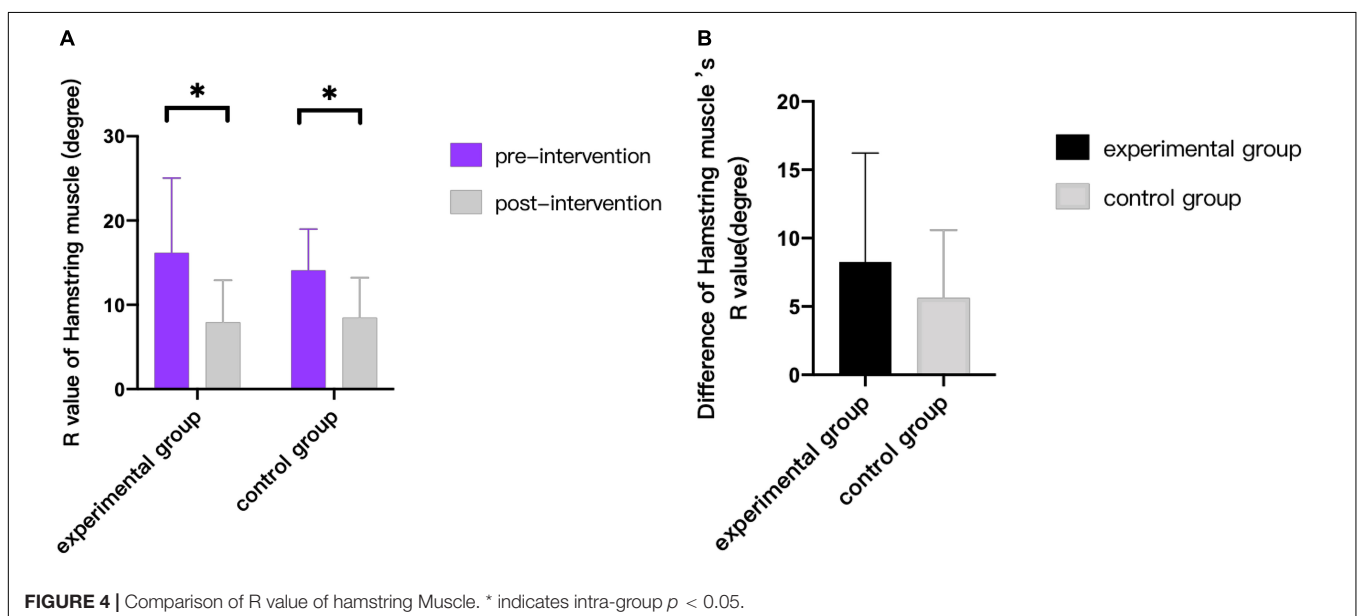 A
R value of Hamstring muscle (degree)
* *
30
20
10
0
experimental group
control group
pre-intervention
post-intervention
B
Difference of Hamstring muscle 's
R value(degree)
20
15
10
5
0
experimental group
control group
experimental group
control group
FIGURE 4 | Comparison of R value of hamstring Muscle. * indicates intra-group p < 0.05.